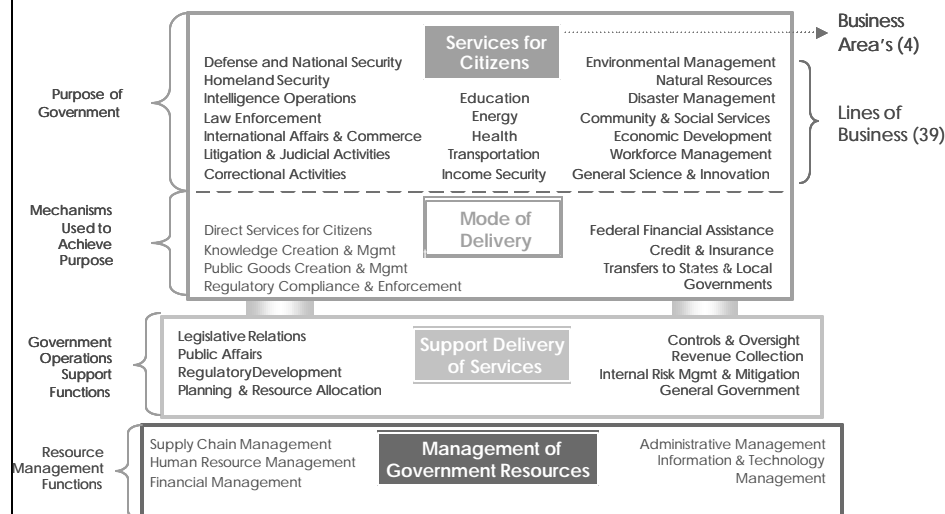 Business
Area's (4)
Services for
Citizens
Purpose of
Government
Defense and National Security
Homeland Security
Intelligence Operations
Law Enforcement
International Affairs & Commerce
Litigation & Judicial Activities
Correctional Activities
Education
Energy
Health
Transportation
Income Security
Environmental Management
Natural Resources
Disaster Management
Community & Social Services
Economic Development
Workforce Management
General Science & Innovation
Lines of
Business (39)
Mechanisms
Used to
Achieve
Purpose
Mode of
Delivery
Direct Services for Citizens
Knowledge Creation & Mgmt
Public Goods Creation & Mgmt
Regulatory Compliance & Enforcement
Federal Financial Assistance
Credit & Insurance
Transfers to States & Local
Governments
Government
Operations
Support
Functions
Legislative Relations
Public Affairs
RegulatoryDevelopment
Planning & Resource Allocation
Support Delivery
of Services
Controls & Oversight
Revenue Collection
Internal Risk Mgmt & Mitigation
General Government
Resource
Management
Functions
Supply Chain Management
Human Resource Management
Financial Management
Management of
Government Resources
Administrative Management
Information & Technology
Management